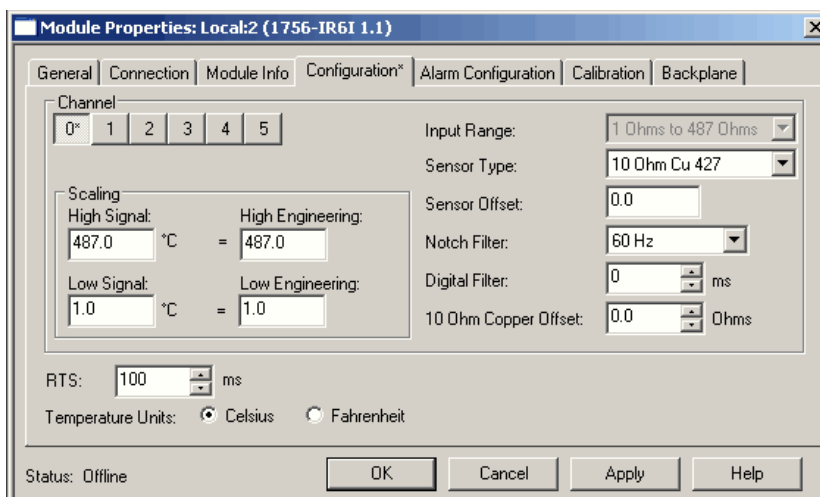 Module Properties: Local:2 (1756-IR6I 1.1)
General Connection Module Info Configuration* Alarm Configuration Calibration Backplane
Channel
0* 1 2 3 4 5
Input Range: 1 Ohms to 487 Ohms
Sensor Type: 10 Ohm Cu 427
Scaling
High Signal: High Engineering:
487.0 °C = 487.0
Low Signal: Low Engineering:
1.0 °C = 1.0
Sensor Offset: 0.0
Notch Filter: 60 Hz
Digital Filter: 0 ms
10 Ohm Copper Offset: 0.0 Ohms
RTS: 100 ms
Temperature Units: Celsius Fahrenheit
Status: Offline OK Cancel Apply Help